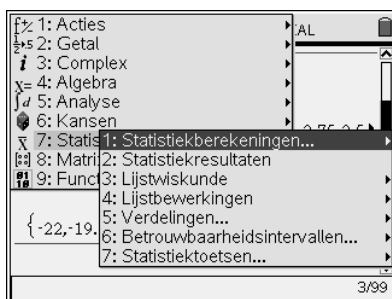 1: Acties
2: Getal
3: Complex
4: Algebra
5: Analyse
6: Kansen
7: Statis
8: Matri
9: Funct
AL
1: Statistiekberekeningen...
2: Statistiekresultaten
3: Lijstwiskunde
4: Lijstbewerkingen
5: Verdelingen...
6: Betrouwbaarheidsintervallen...
7: Statistiektoetsen...
{-22,-19.
3/99